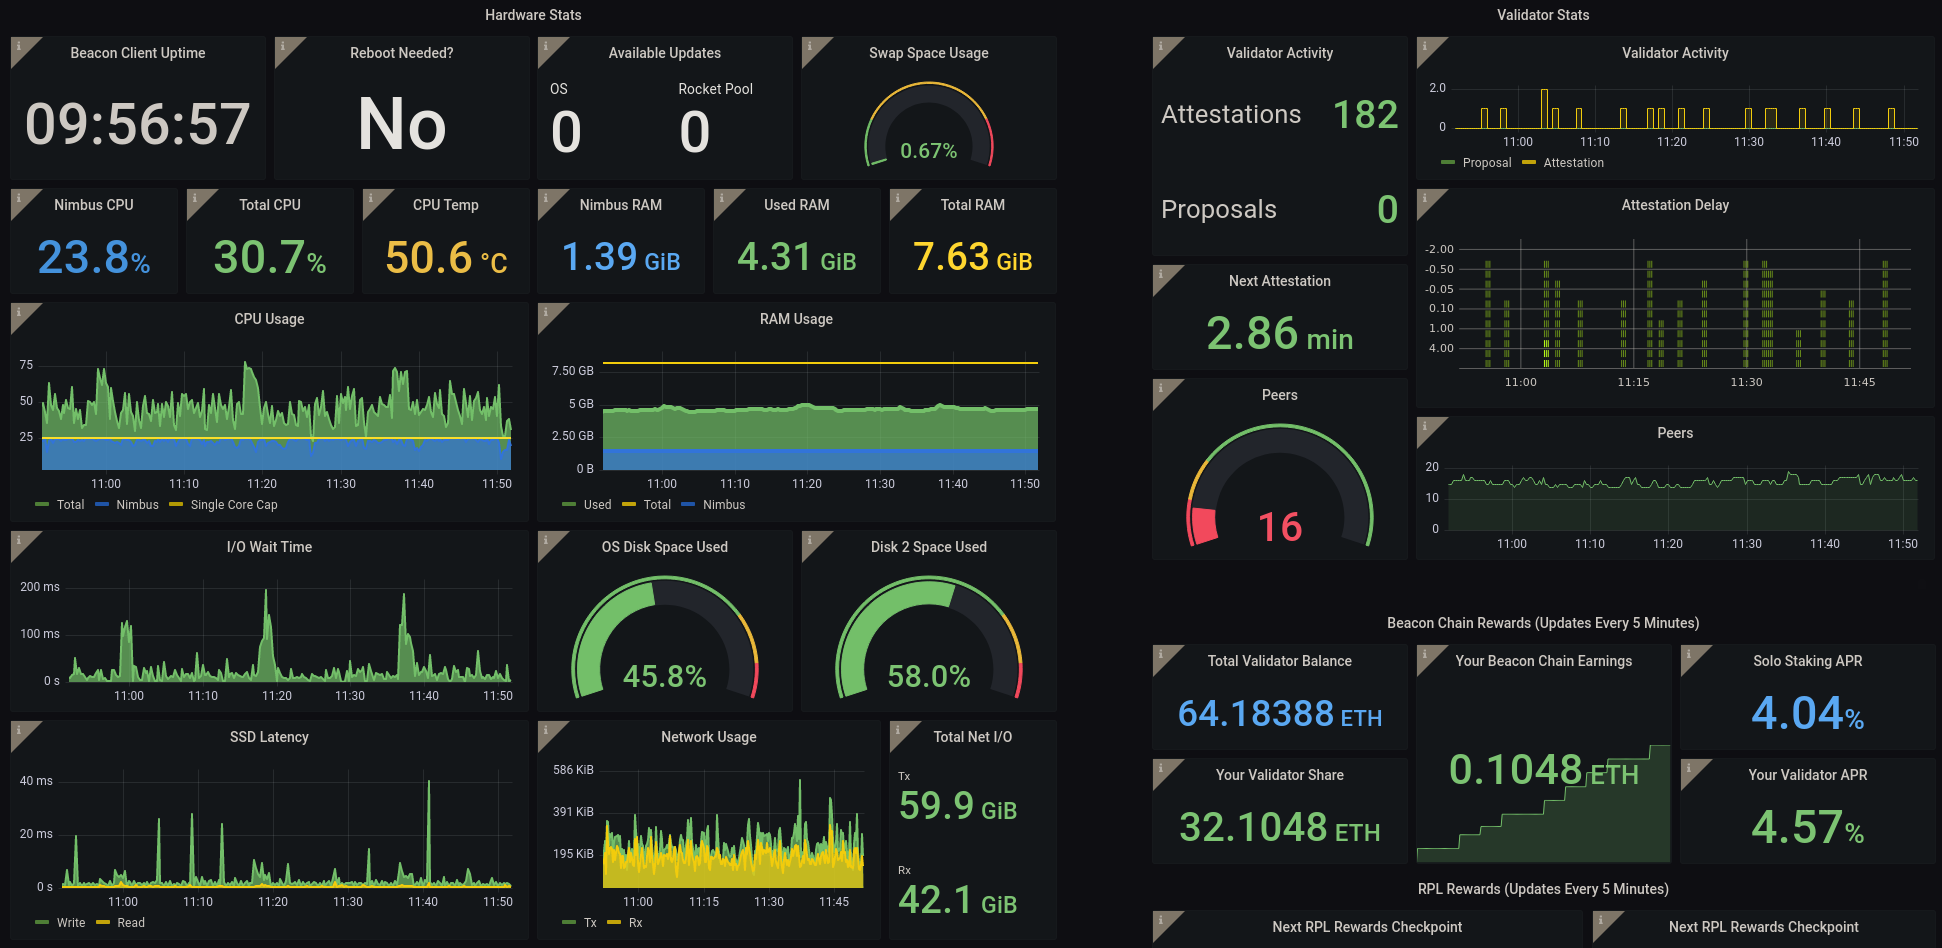 Hardware Stats
Beacon Client Uptime
09:56:57
Reboot Needed?
No
Available Updates
OS
0
Rocket Pool
0
Swap Space Usage
0.67%
Nimbus CPU
23.8%
Total CPU
30.7%
CPU Temp
50.6 °C
Nimbus RAM
1.39 GiB
Used RAM
4.31 GiB
Total RAM
7.63 GiB
CPU Usage
75
50
25
11:00 11:10 11:20 11:30 11:40 11:50
Total Nimbus Single Core Cap
RAM Usage
7.50 GB
5 GB
2.50 GB
0 B
11:00 11:10 11:20 11:30 11:40 11:50
Used Total Nimbus
I/O Wait Time
200 ms
100 ms
0 s
11:00 11:10 11:20 11:30 11:40 11:50
OS Disk Space Used
45.8%
Disk 2 Space Used
58.0%
SSD Latency
40 ms
20 ms
0 s
11:00 11:10 11:20 11:30 11:40 11:50
Write Read
Network Usage
586 KiB
391 KiB
195 KiB
11:00 11:15 11:30 11:45
Tx Rx
Total Net I/O
Tx
59.9 GiB
Rx
42.1 GiB
Validator Stats
Validator Activity
Attestations 182
Proposals 0
Validator Activity
2.0
0
11:00 11:10 11:20 11:30 11:40 11:50
Proposal Attestation
Next Attestation
2.86 min
Attestation Delay
-2.00
-0.50
-0.05
0.10
1.00
4.00
11:00 11:15 11:30 11:45
Peers
16
Peers
20
10
0
11:00 11:10 11:20 11:30 11:40 11:50
Beacon Chain Rewards (Updates Every 5 Minutes)
Total Validator Balance
64.18388 ETH
Your Beacon Chain Earnings
0.1048 ETH
Solo Staking APR
4.04%
Your Validator Share
32.1048 ETH
Your Validator APR
4.57%
RPL Rewards (Updates Every 5 Minutes)
Next RPL Rewards Checkpoint
Next RPL Rewards Checkpoint